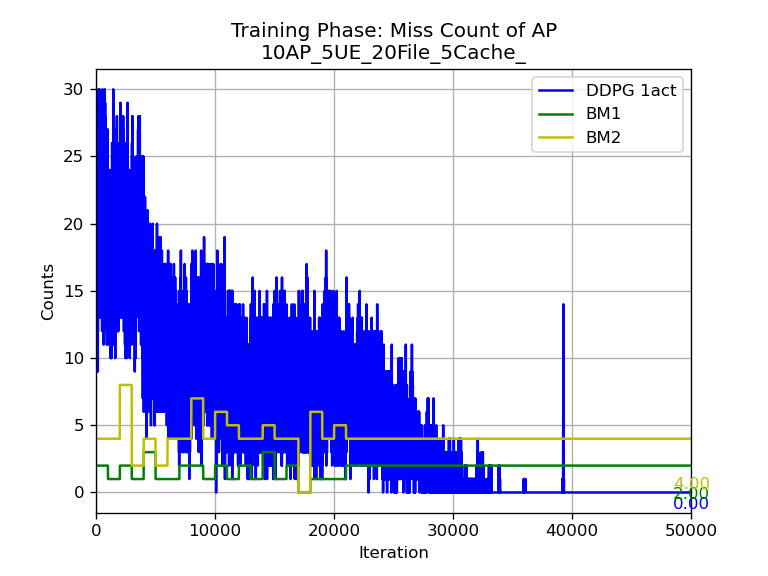 Training Phase: Miss Count of AP
10AP_5UE_20File_5Cache_
DDPG 1act
BM1
BM2
30
25
20
15
10
5
0
Counts
4.00
2.00
0.00
0
10000
20000
30000
40000
50000
Iteration